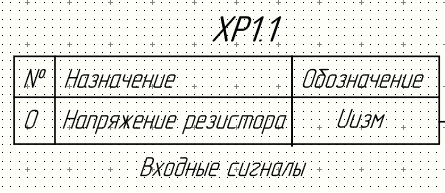 XP1.1
№ Назначение Обозначение
0 Напряжение резистора Uизм
Входные сигналы